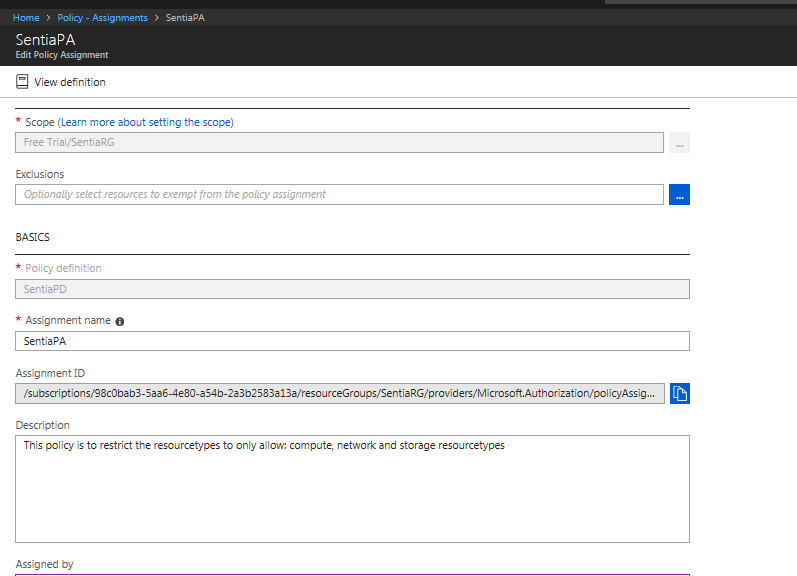 Home > Policy - Assignments > SentiaPA
SentiaPA
Edit Policy Assignment
View definition
* Scope (Learn more about setting the scope)
Free Trial/SentiaRG
...
Exclusions
Optionally select resources to exempt from the policy assignment
...
BASICS
* Policy definition
SentiaPD
* Assignment name
SentiaPA
Assignment ID
/subscriptions/98c0bab3-5aa6-4e80-a54b-2a3b2583a13a/resourceGroups/SentiaRG/providers/Microsoft.Authorization/policyAssig...
Description
This policy is to restrict the resourcetypes to only allow: compute, network and storage resourcetypes
Assigned by